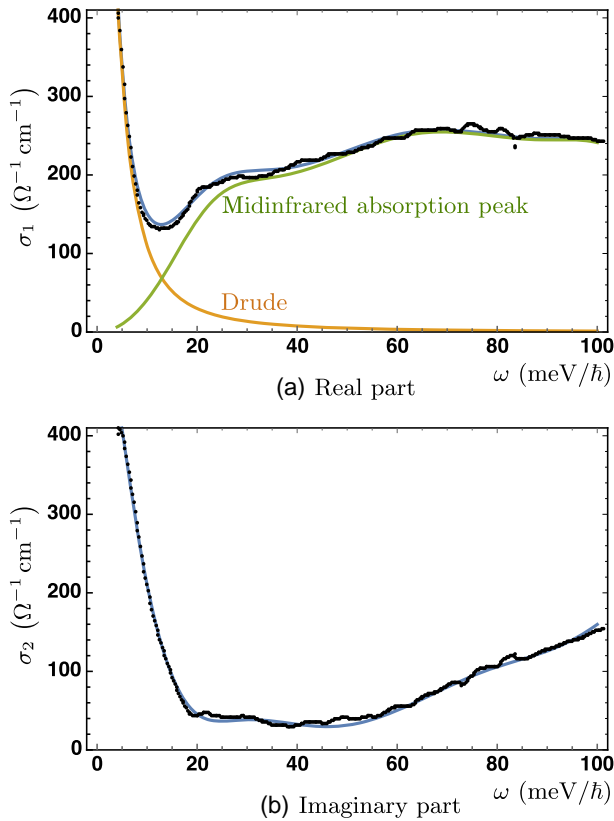 400
300
200
100
0
σ₁ (Ω⁻¹ cm⁻¹)
Midinfrared absorption peak
Drude
0 20 40 60 80 100
ω (meV/ħ)
(a) Real part
400
300
200
100
0
σ₂ (Ω⁻¹ cm⁻¹)
0 20 40 60 80 100
ω (meV/ħ)
(b) Imaginary part